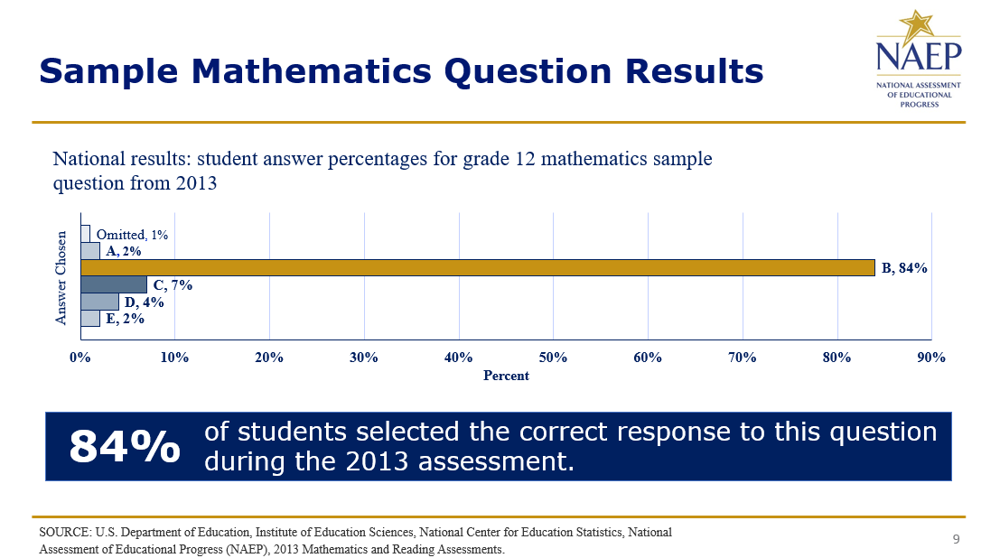 Sample Mathematics Question Results
NAEP
NATIONAL ASSESSMENT
OF EDUCATIONAL
PROGRESS
National results: student answer percentages for grade 12 mathematics sample
question from 2013
Answer Chosen
Omitted, 1%
A, 2%
B, 84%
C, 7%
D, 4%
E, 2%
0% 10% 20% 30% 40% 50% 60% 70% 80% 90%
Percent
84%
of students selected the correct response to this question
during the 2013 assessment.
SOURCE: U.S. Department of Education, Institute of Education Sciences, National Center for Education Statistics, National
Assessment of Educational Progress (NAEP), 2013 Mathematics and Reading Assessments.
9